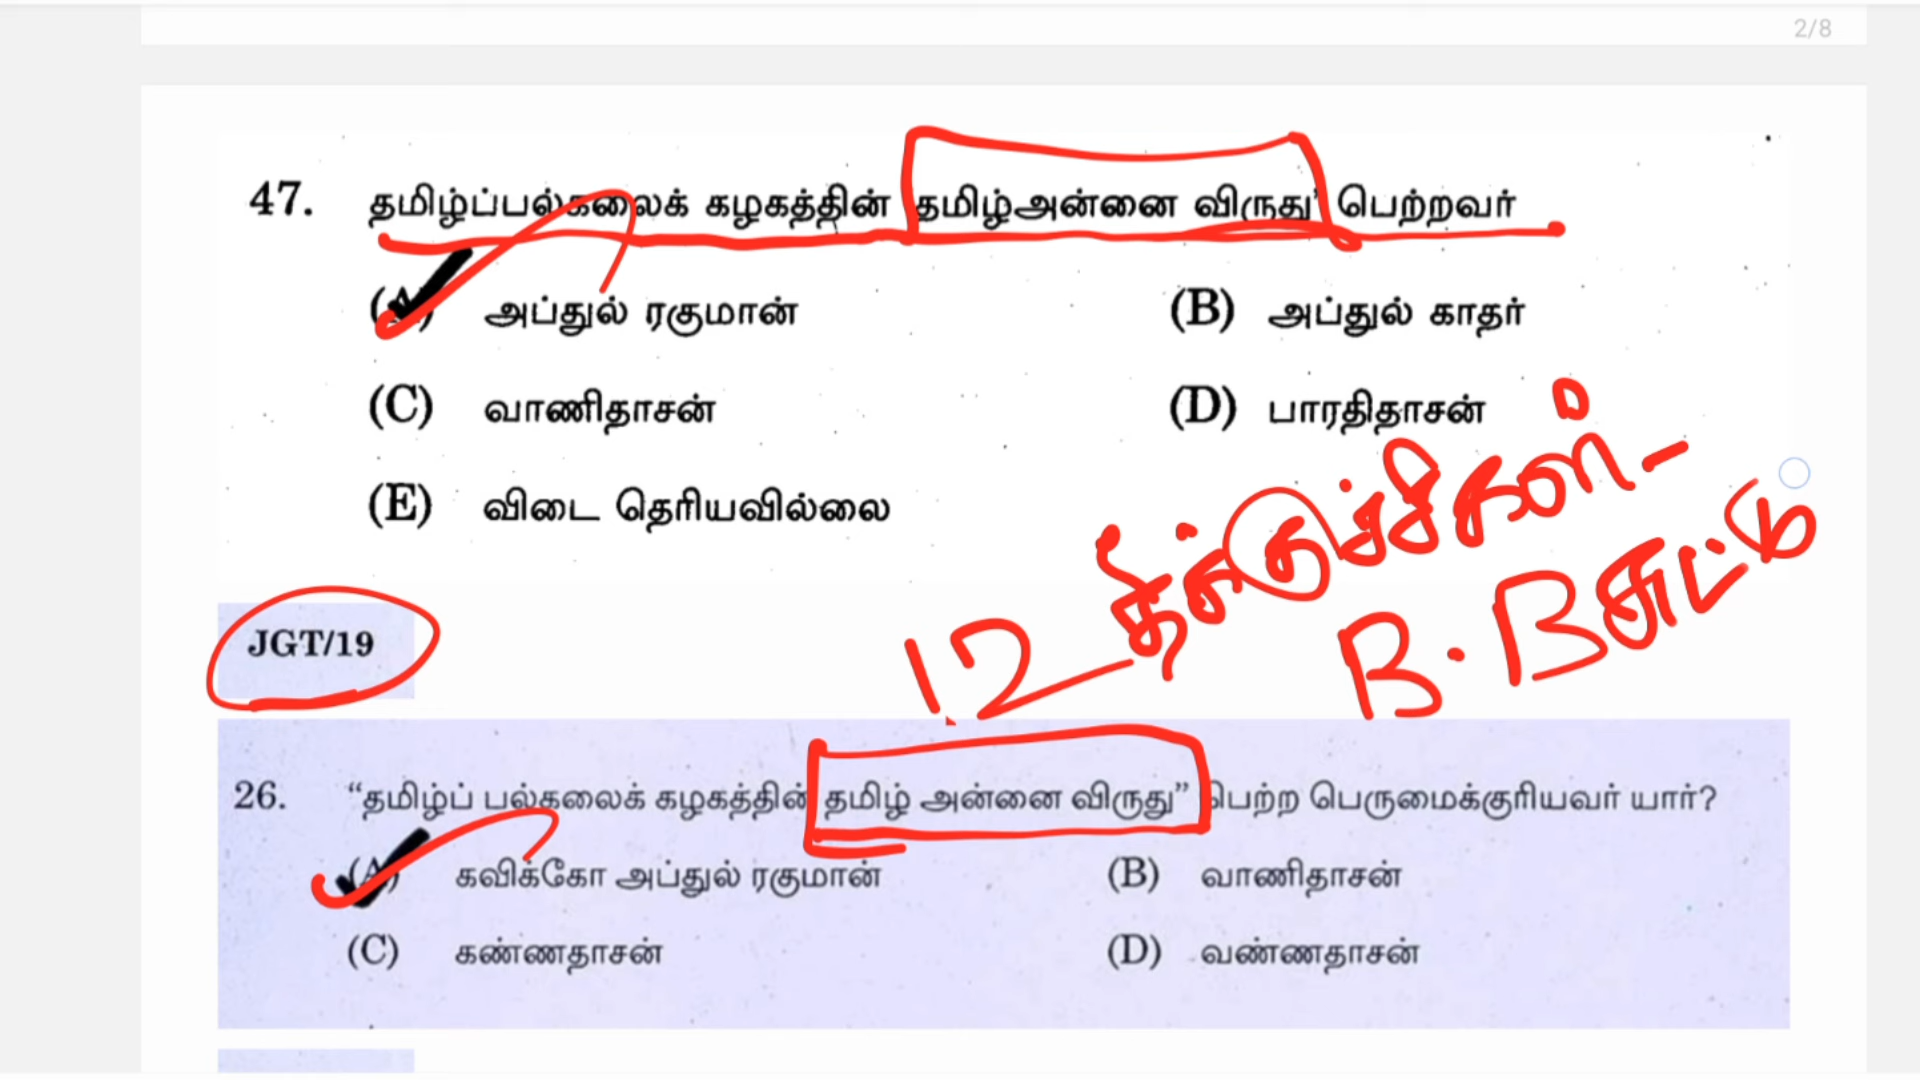 2/8
47. தமிழ்ப்பல்கலைக் கழகத்தின் தமிழ்அன்னை விருது' பெற்றவர்
(A) அப்துல் ரகுமான் (B) அப்துல் காதர்
(C) வாணிதாசன் (D) பாரதிதாசன்
(E) விடை தெரியவில்லை
JGT/19
12
B.B
26. “தமிழ்ப் பல்கலைக் கழகத்தின் தமிழ் அன்னை விருது” பெற்ற பெருமைக்குரியவர் யார்?
(A) கவிக்கோ அப்துல் ரகுமான் (B) வாணிதாசன்
(C) கண்ணதாசன் (D) வண்ணதாசன்